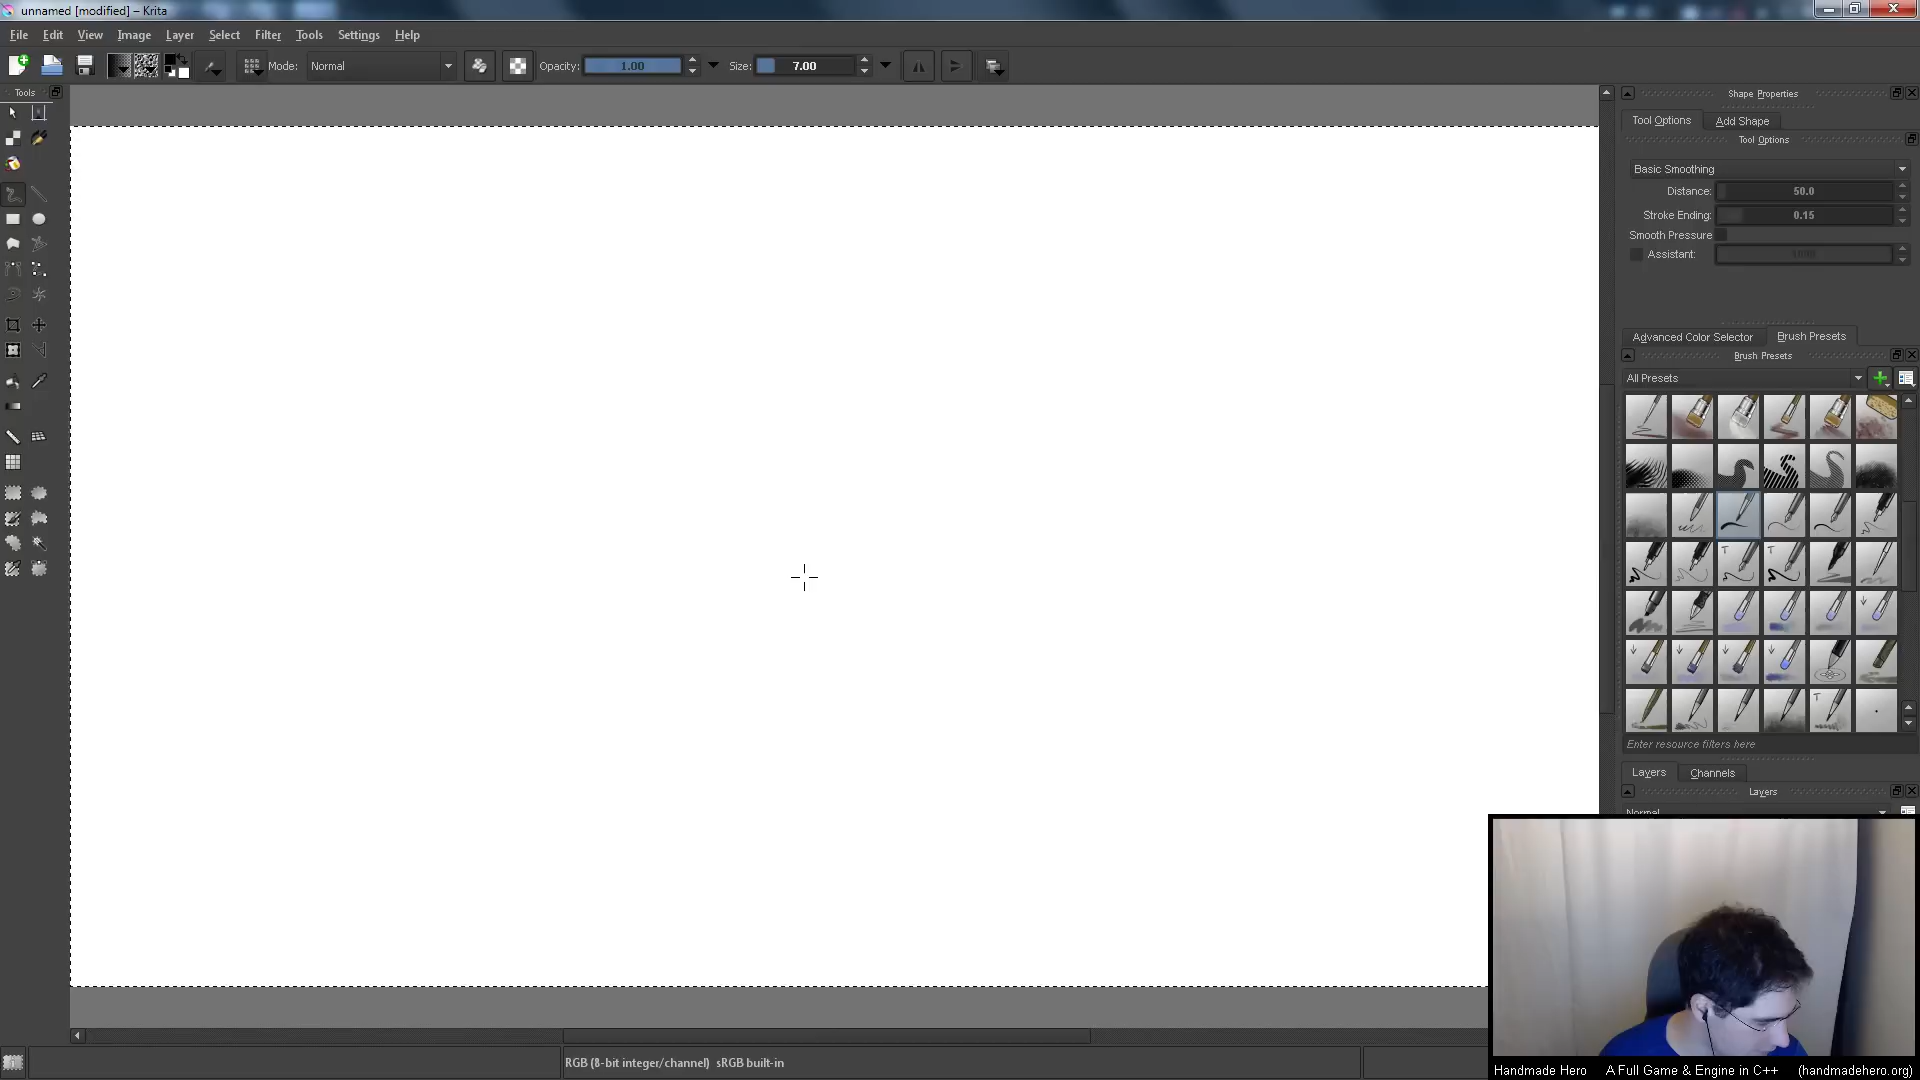 unnamed [modified] – Krita
File Edit View Image Layer Select Filter Tools Settings Help
Mode: Normal Opacity: 1.00 Size: 7.00
Tools
Shape Properties
Tool Options Add Shape
Tool Options
Basic Smoothing
Distance: 50.0
Stroke Ending: 0.15
Smooth Pressure
Assistant:
Advanced Color Selector Brush Presets
Brush Presets
All Presets
Enter resource filters here
Layers Channels
Layers
Normal
RGB (8-bit integer/channel) sRGB built-in
Handmade Hero A Full Game & Engine in C++ (handmadehero.org)